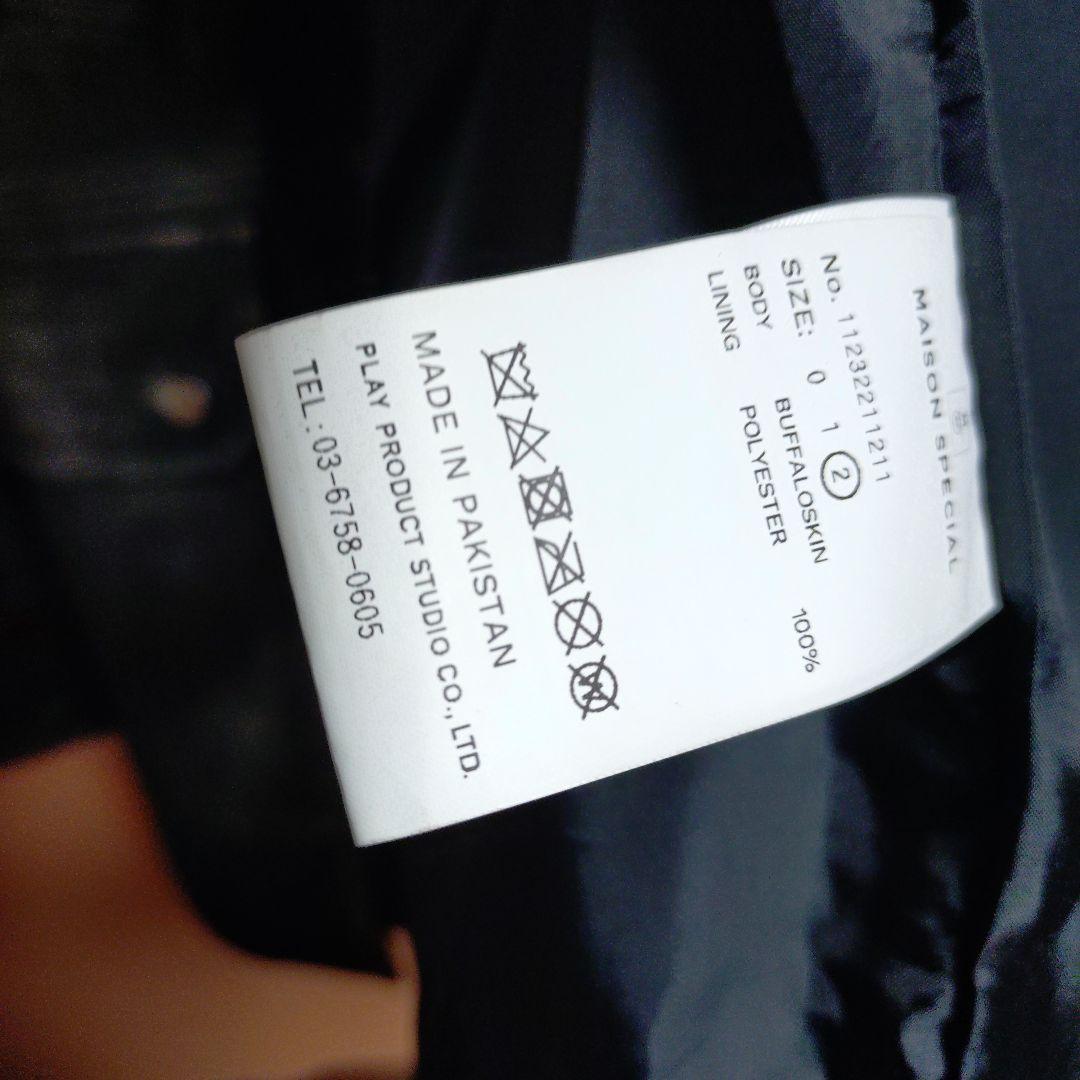 MAISON SPECIAL
No. 11232211211
SIZE: 0 1 2
BODY BUFFALOSKIN
LINING POLYESTER 100%
MADE IN PAKISTAN
PLAY PRODUCT STUDIO CO., LTD.
TEL:03-6758-0605